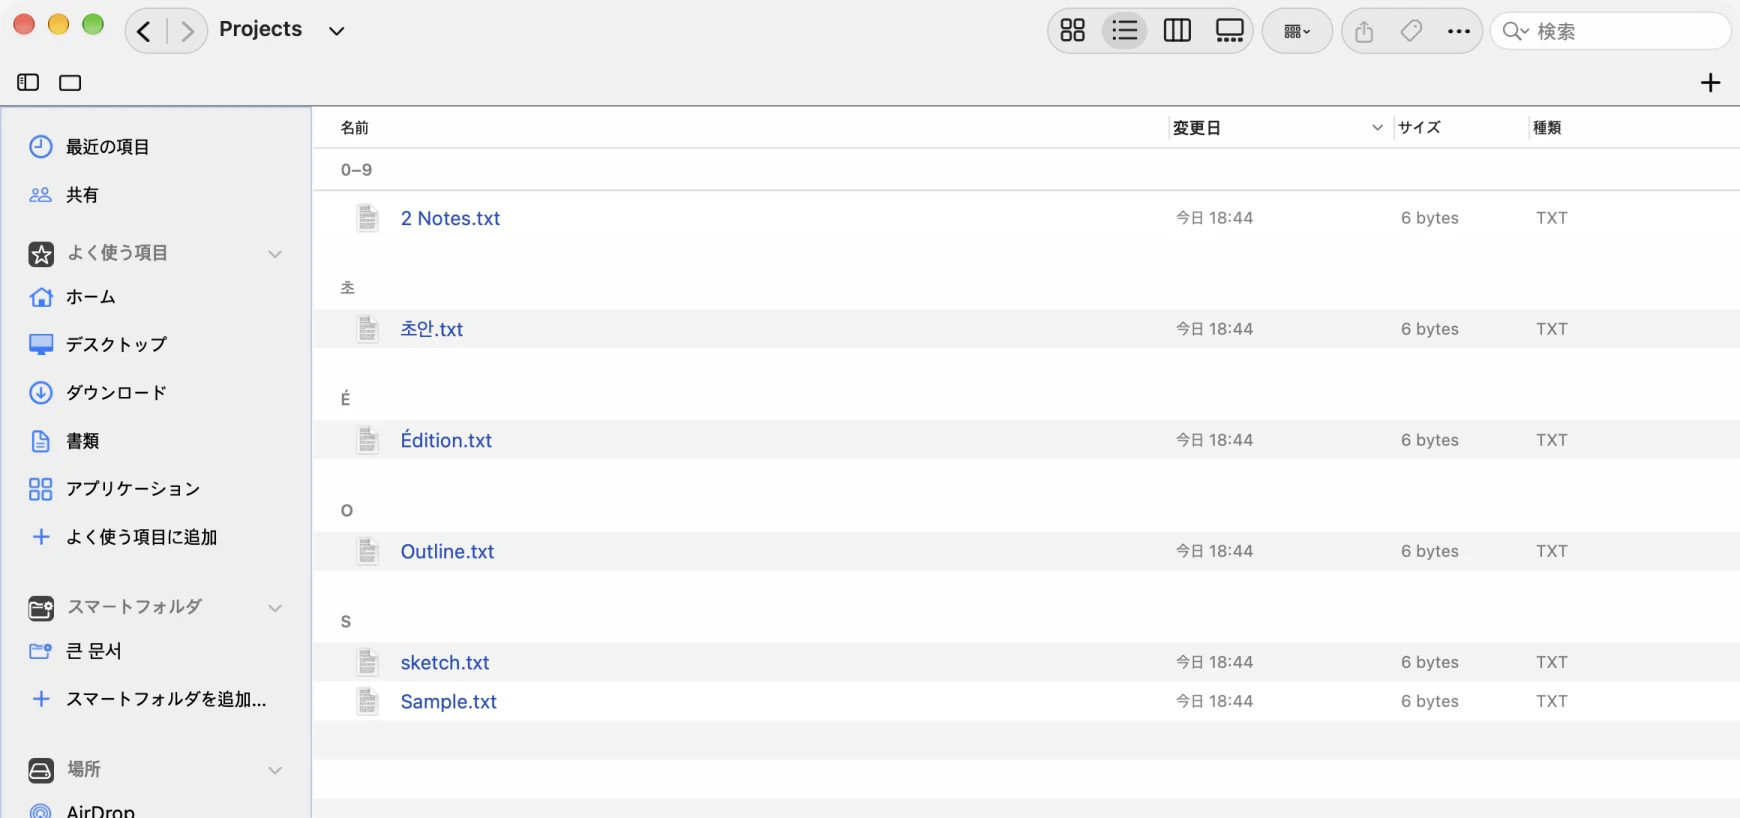 Projects
検索
最近の項目
共有
よく使う項目
ホーム
デスクトップ
ダウンロード
書類
アプリケーション
よく使う項目に追加
スマートフォルダ
큰 문서
スマートフォルダを追加...
場所
AirDrop
名前 変更日 サイズ 種類
0–9
2 Notes.txt 今日 18:44 6 bytes TXT
초
초안.txt 今日 18:44 6 bytes TXT
É
Édition.txt 今日 18:44 6 bytes TXT
O
Outline.txt 今日 18:44 6 bytes TXT
S
sketch.txt 今日 18:44 6 bytes TXT
Sample.txt 今日 18:44 6 bytes TXT